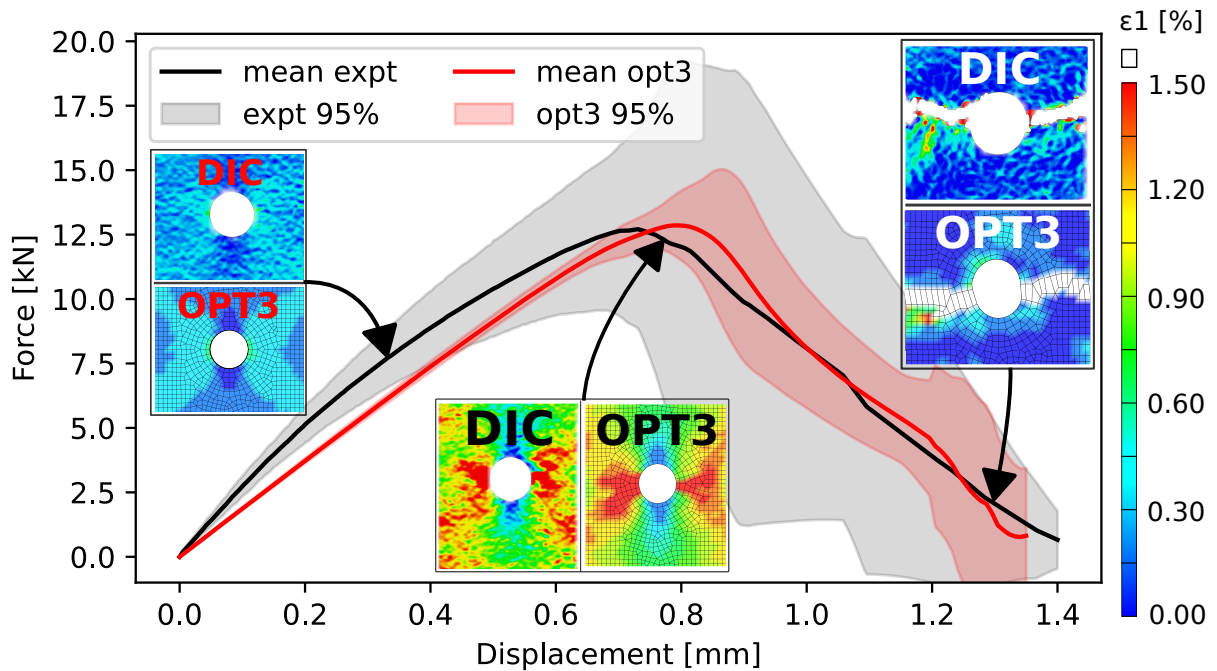 ε1 [%]
20.0
17.5
15.0
12.5
10.0
7.5
5.0
2.5
0.0
Force [kN]
mean expt
expt 95%
mean opt3
opt3 95%
DIC
OPT3
DIC
OPT3
DIC
OPT3
1.50
1.20
0.90
0.60
0.30
0.00
0.0 0.2 0.4 0.6 0.8 1.0 1.2 1.4
Displacement [mm]